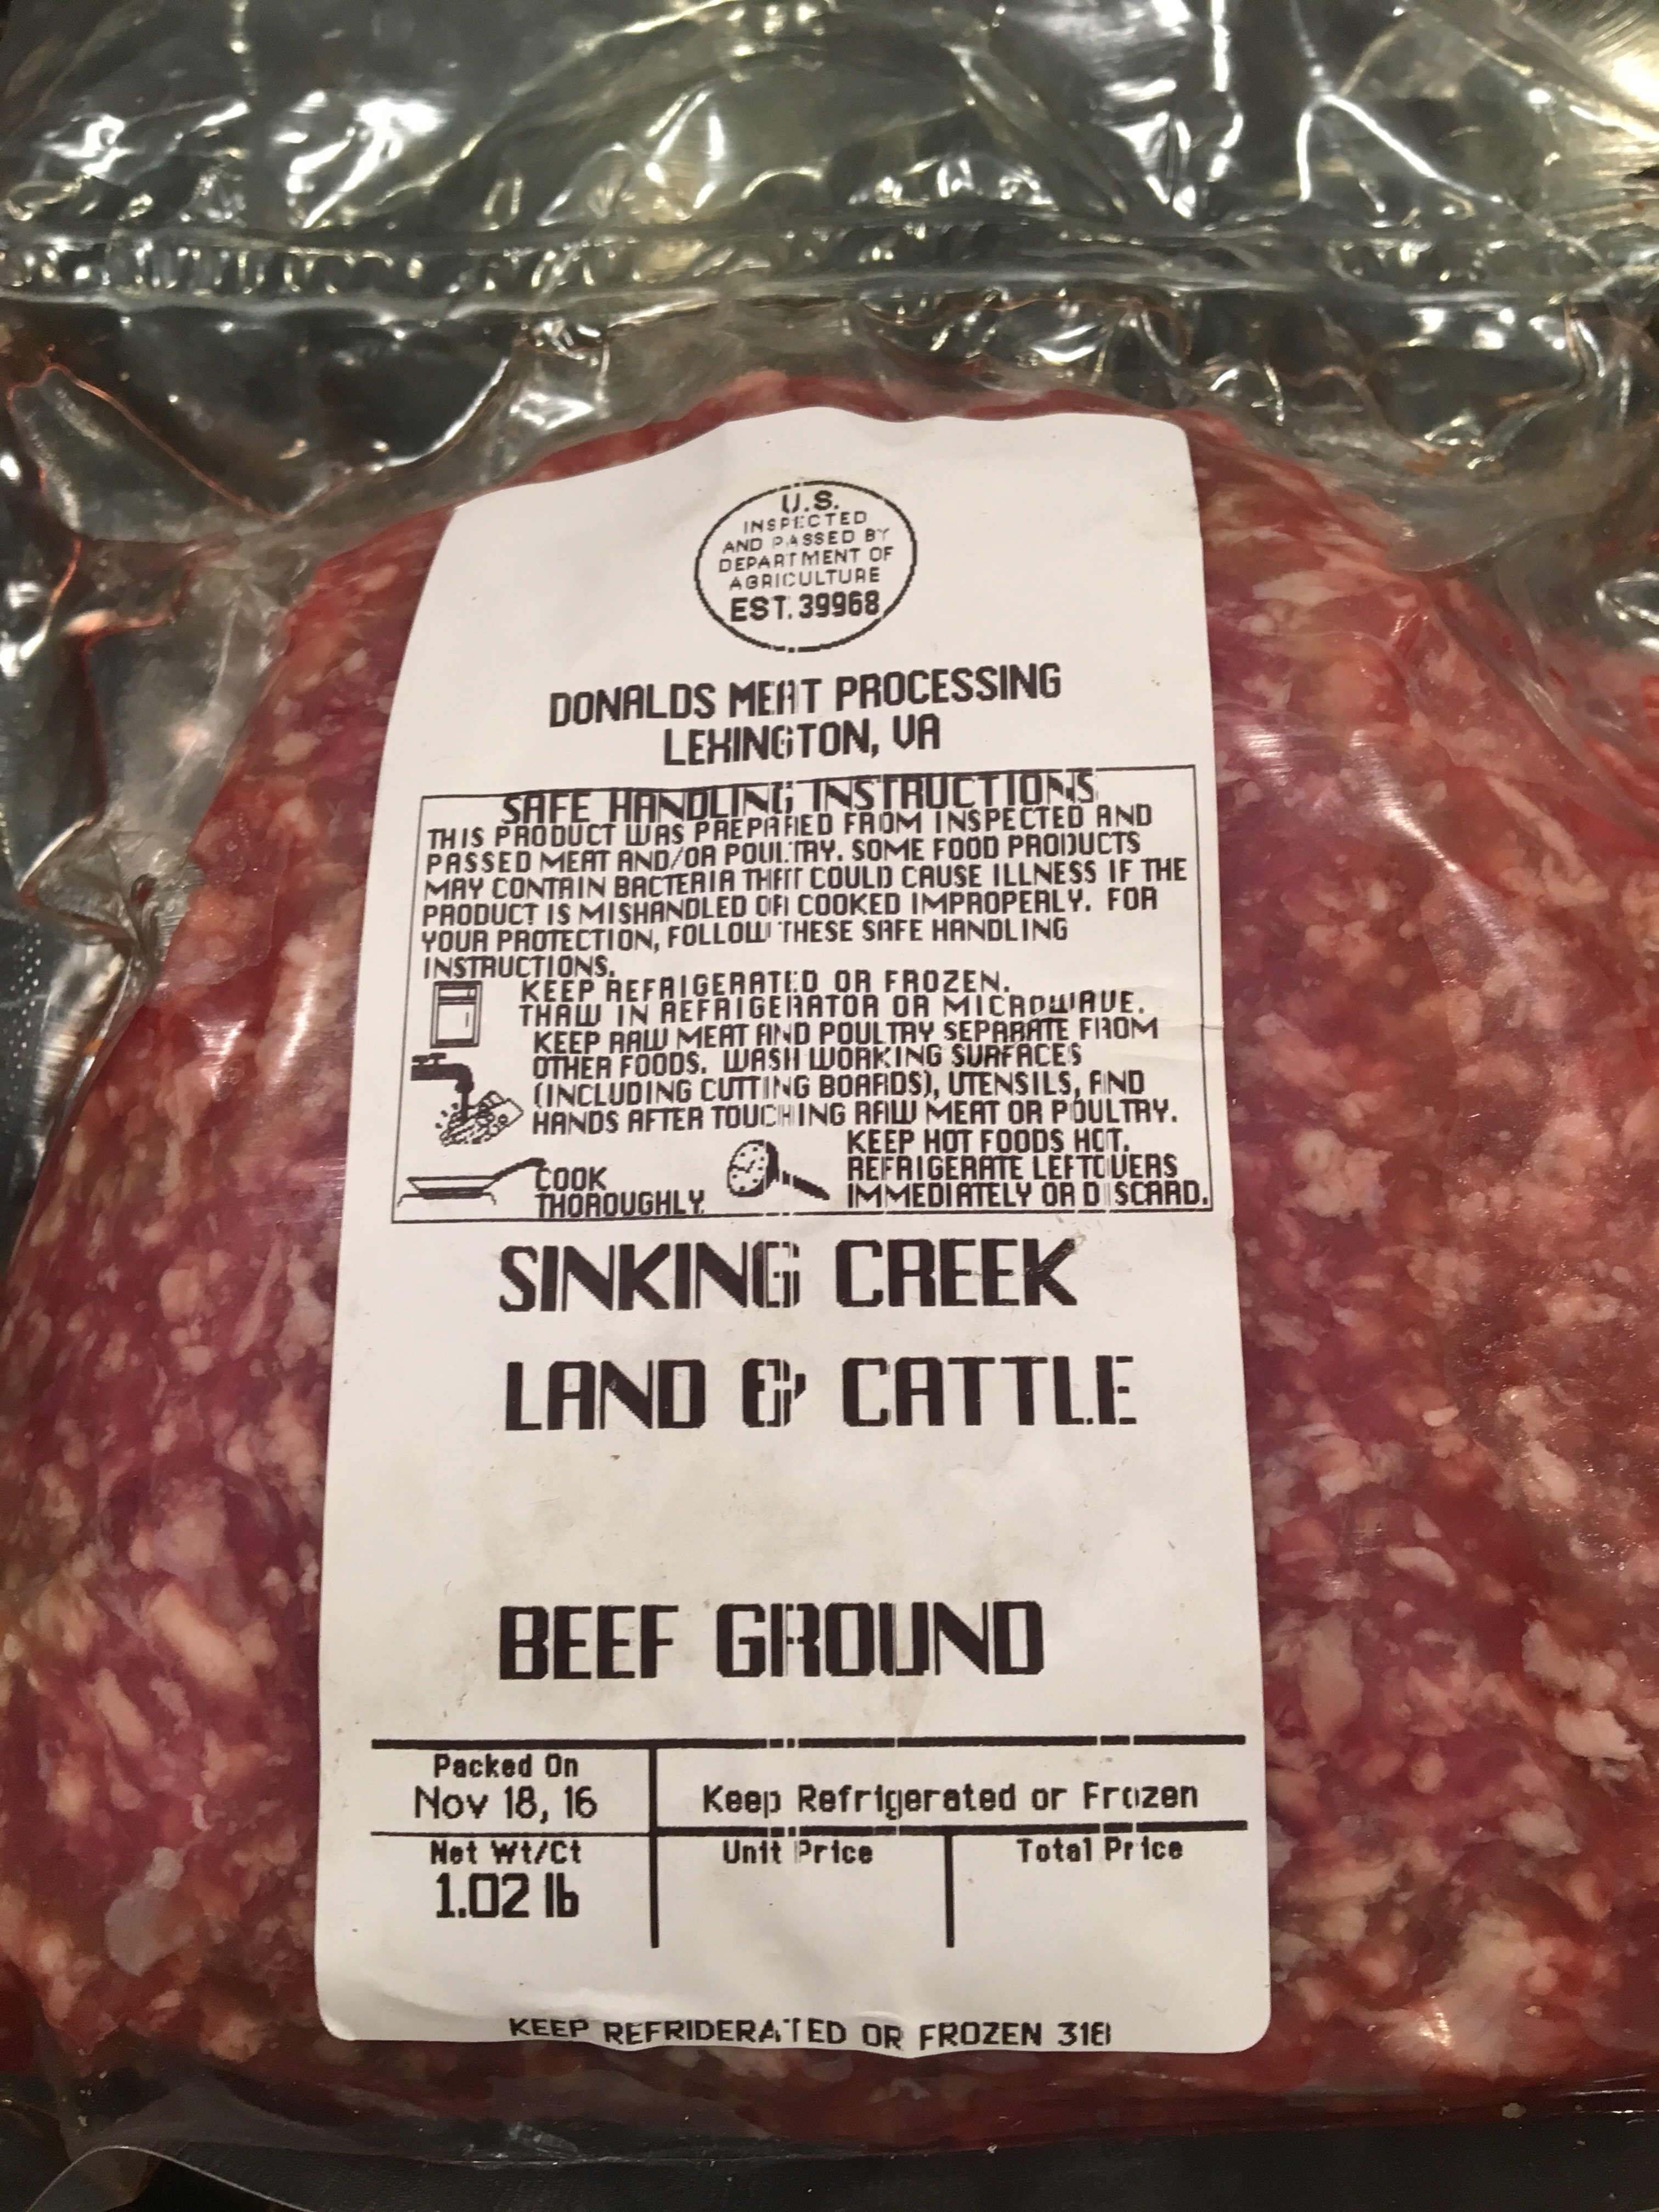 U.S.
INSPECTED
AND PASSED BY
DEPARTMENT OF
AGRICULTURE
EST. 39968
DONALDS MEAT PROCESSING
LEXINGTON, VA
SAFE HANDLING INSTRUCTIONS
THIS PRODUCT WAS PREPARED FROM INSPECTED AND
PASSED MEAT AND/OR POULTRY. SOME FOOD PRODUCTS
MAY CONTAIN BACTERIA THAT COULD CAUSE ILLNESS IF THE
PRODUCT IS MISHANDLED OR COOKED IMPROPERLY. FOR
YOUR PROTECTION, FOLLOW THESE SAFE HANDLING
INSTRUCTIONS.
KEEP REFRIGERATED OR FROZEN.
THAW IN REFRIGERATOR OR MICROWAVE.
KEEP RAW MEAT AND POULTRY SEPARATE FROM
OTHER FOODS. WASH WORKING SURFACES
(INCLUDING CUTTING BOARDS), UTENSILS, AND
HANDS AFTER TOUCHING RAW MEAT OR POULTRY.
COOK
THOROUGHLY.
KEEP HOT FOODS HOT.
REFRIGERATE LEFTOVERS
IMMEDIATELY OR DISCARD.
SINKING CREEK
LAND & CATTLE
BEEF GROUND
Packed On
Nov 18, 16
Keep Refrigerated or Frozen
Net Wt/Ct
1.02 lb
Unit Price
Total Price
KEEP REFRIDERATED OR FROZEN